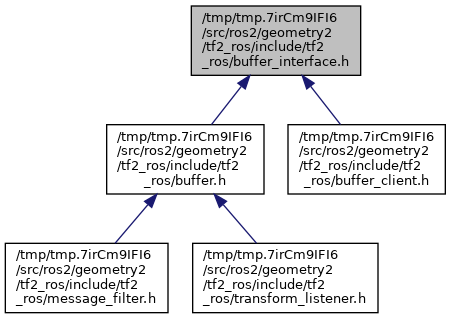 /tmp/tmp.7irCm9IFI6
/src/ros2/geometry2
/tf2_ros/include/tf2
_ros/buffer_interface.h
/tmp/tmp.7irCm9IFI6
/src/ros2/geometry2
/tf2_ros/include/tf2
_ros/buffer.h
/tmp/tmp.7irCm9IFI6
/src/ros2/geometry2
/tf2_ros/include/tf2
_ros/buffer_client.h
/tmp/tmp.7irCm9IFI6
/src/ros2/geometry2
/tf2_ros/include/tf2
_ros/message_filter.h
/tmp/tmp.7irCm9IFI6
/src/ros2/geometry2
/tf2_ros/include/tf2
_ros/transform_listener.h